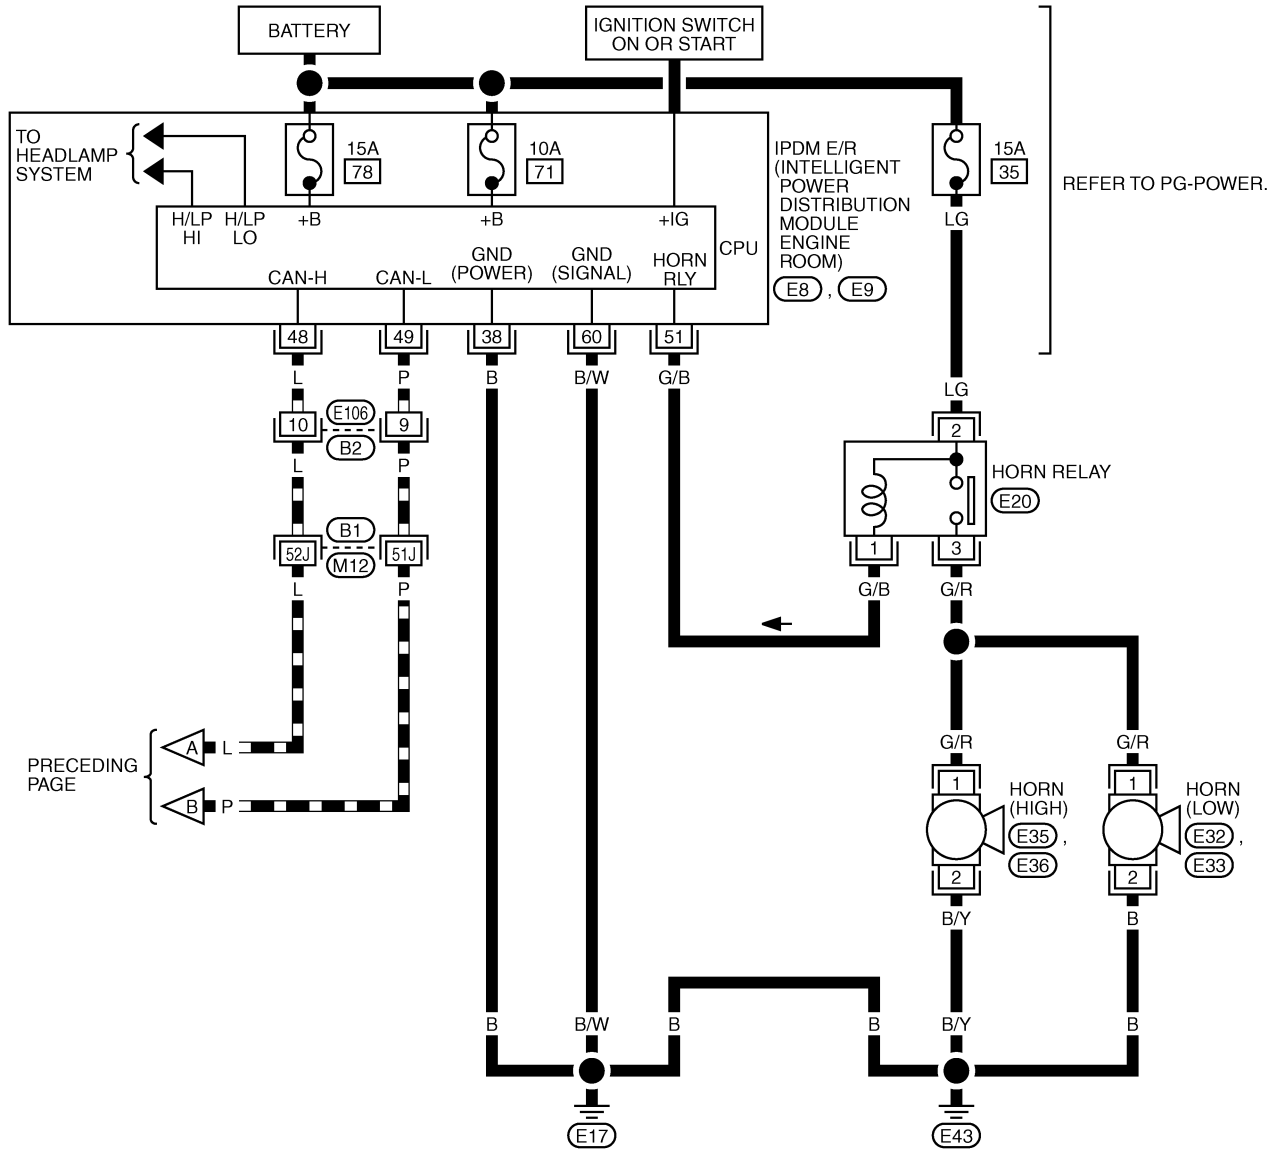 BATTERY
IGNITION SWITCH
ON OR START
TO
HEADLAMP
SYSTEM
15A
78
10A
71
IPDM E/R
(INTELLIGENT
POWER
DISTRIBUTION
MODULE
ENGINE
ROOM)
E8 , E9
15A
35
REFER TO PG-POWER.
H/LP
HI
H/LP
LO
+B
+B
+IG
LG
CPU
CAN-H
CAN-L
GND
(POWER)
GND
(SIGNAL)
HORN
RLY
48
49
38
60
51
L
P
B
B/W
G/B
LG
10
E106
9
B2
2
L
P
HORN RELAY
E20
B1
52J
51J
M12
1
3
L
P
G/B
G/R
PRECEDING
PAGE
A
L
B
P
G/R
G/R
1
1
HORN
(HIGH)
E35 ,
E36
HORN
(LOW)
E32 ,
E33
2
2
B/Y
B
B
B/W
B
B
B/Y
B
E17
E43